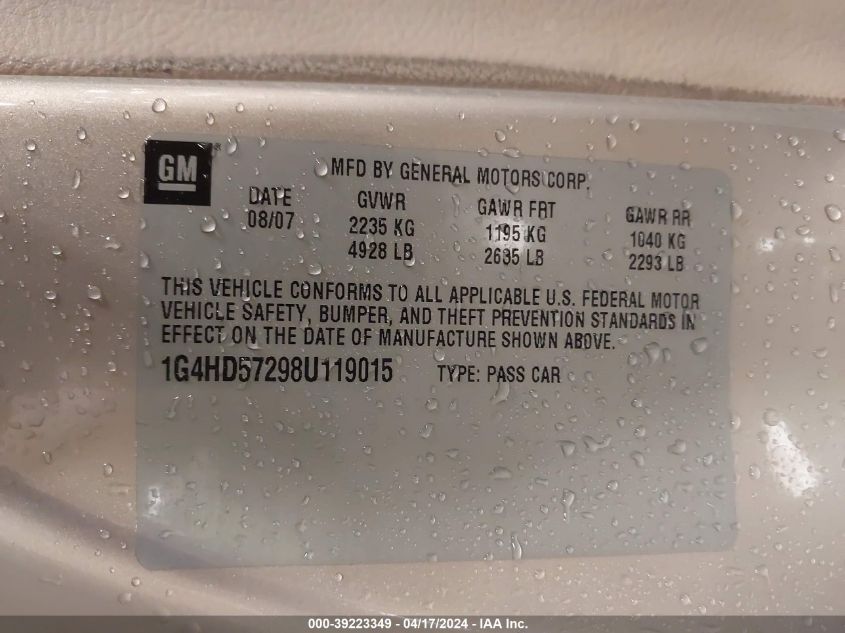 GM®
MFD BY GENERAL MOTORS CORP.
DATE GVWR GAWR FRT GAWR RR
08/07 2235 KG 1195 KG 1040 KG
4928 LB 2635 LB 2293 LB
THIS VEHICLE CONFORMS TO ALL APPLICABLE U.S. FEDERAL MOTOR
VEHICLE SAFETY, BUMPER, AND THEFT PREVENTION STANDARDS IN
EFFECT ON THE DATE OF MANUFACTURE SHOWN ABOVE.
1G4HD57298U119015 TYPE: PASS CAR
000-39223349 - 04/17/2024 - IAA Inc.